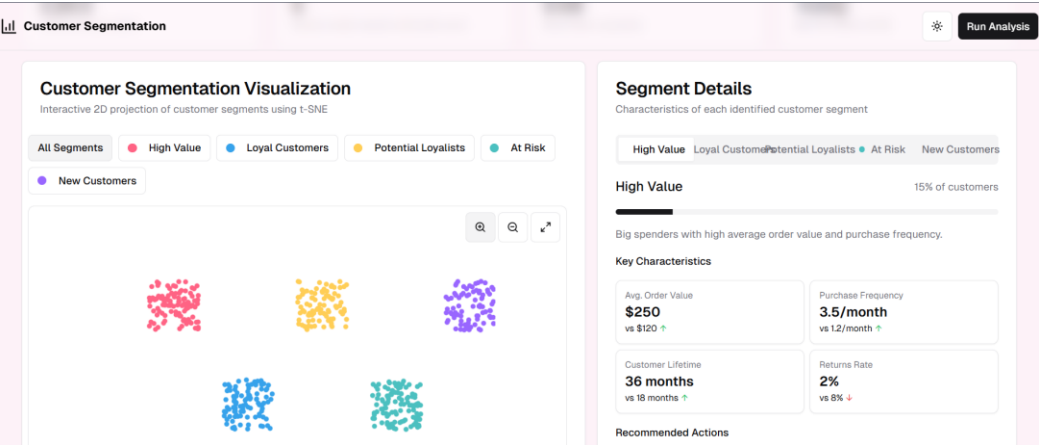 Customer Segmentation
Run Analysis
Customer Segmentation Visualization
Interactive 2D projection of customer segments using t-SNE
All Segments
High Value
Loyal Customers
Potential Loyalists
At Risk
New Customers
Segment Details
Characteristics of each identified customer segment
High Value
Loyal Customers
Potential Loyalists
At Risk
New Customers
High Value
15% of customers
Big spenders with high average order value and purchase frequency.
Key Characteristics
Avg. Order Value
$250
vs $120 ↑
Purchase Frequency
3.5/month
vs 1.2/month ↑
Customer Lifetime
36 months
vs 18 months ↑
Returns Rate
2%
vs 8% ↓
Recommended Actions